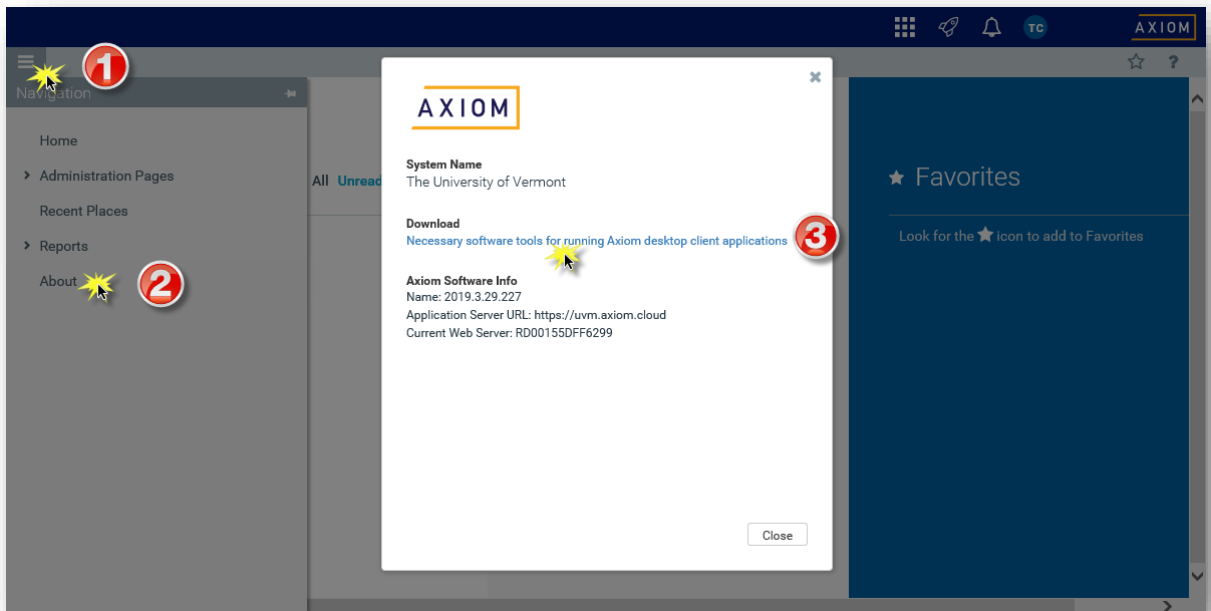 TC
AXIOM
1
Navigation
?
Home
Administration Pages
Recent Places
Reports
About
2
All Unread
AXIOM
System Name
The University of Vermont
Download
Necessary software tools for running Axiom desktop client applications
3
Axiom Software Info
Name: 2019.3.29.227
Application Server URL: https://uvm.axiom.cloud
Current Web Server: RD00155DFF6299
Close
Favorites
Look for the ★ icon to add to Favorites